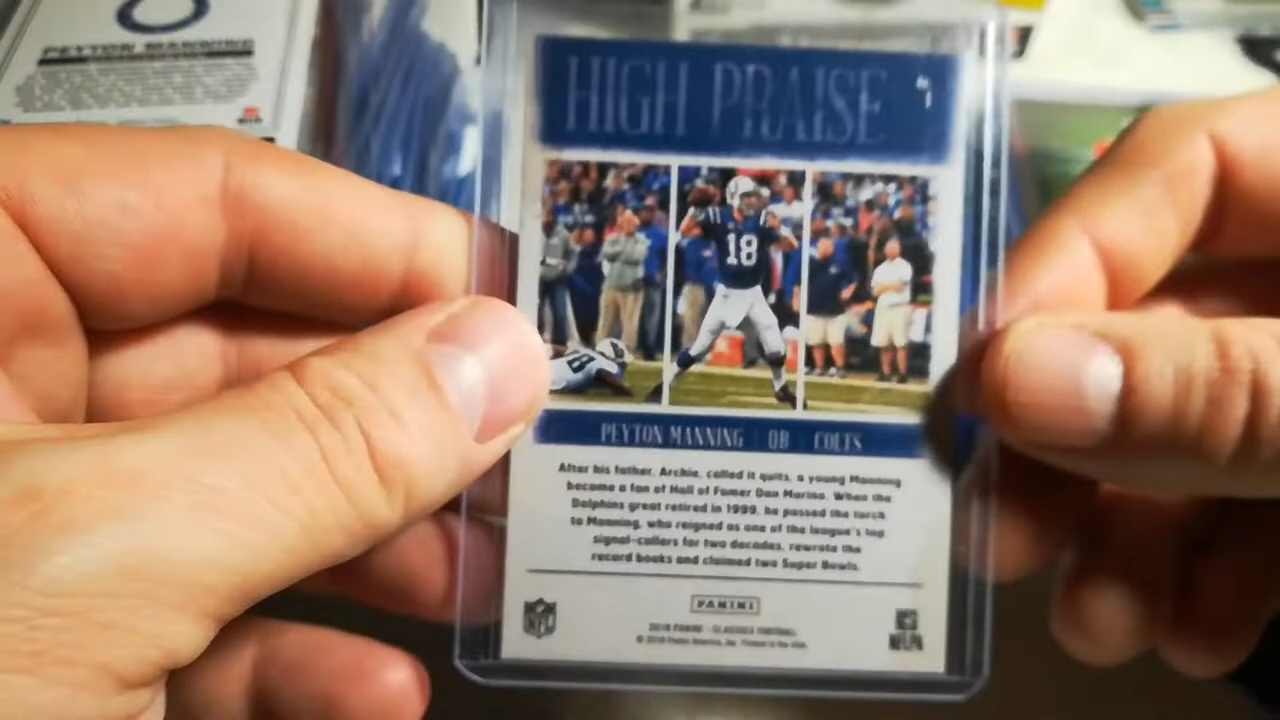 PEYTON MANNING
HIGH PRAISE
18
8
PEYTON MANNING QB COLTS
After his father, Archie, called it quits, a young Manning
became a fan of Hall of Famer Dan Marino. When the
Dolphins great retired in 1999, he passed the torch
to Manning, who reigned as one of the league's top
signal-callers for two decades, rewrote the
record books and claimed two Super Bowls.
NFL
PANINI
NFLPA